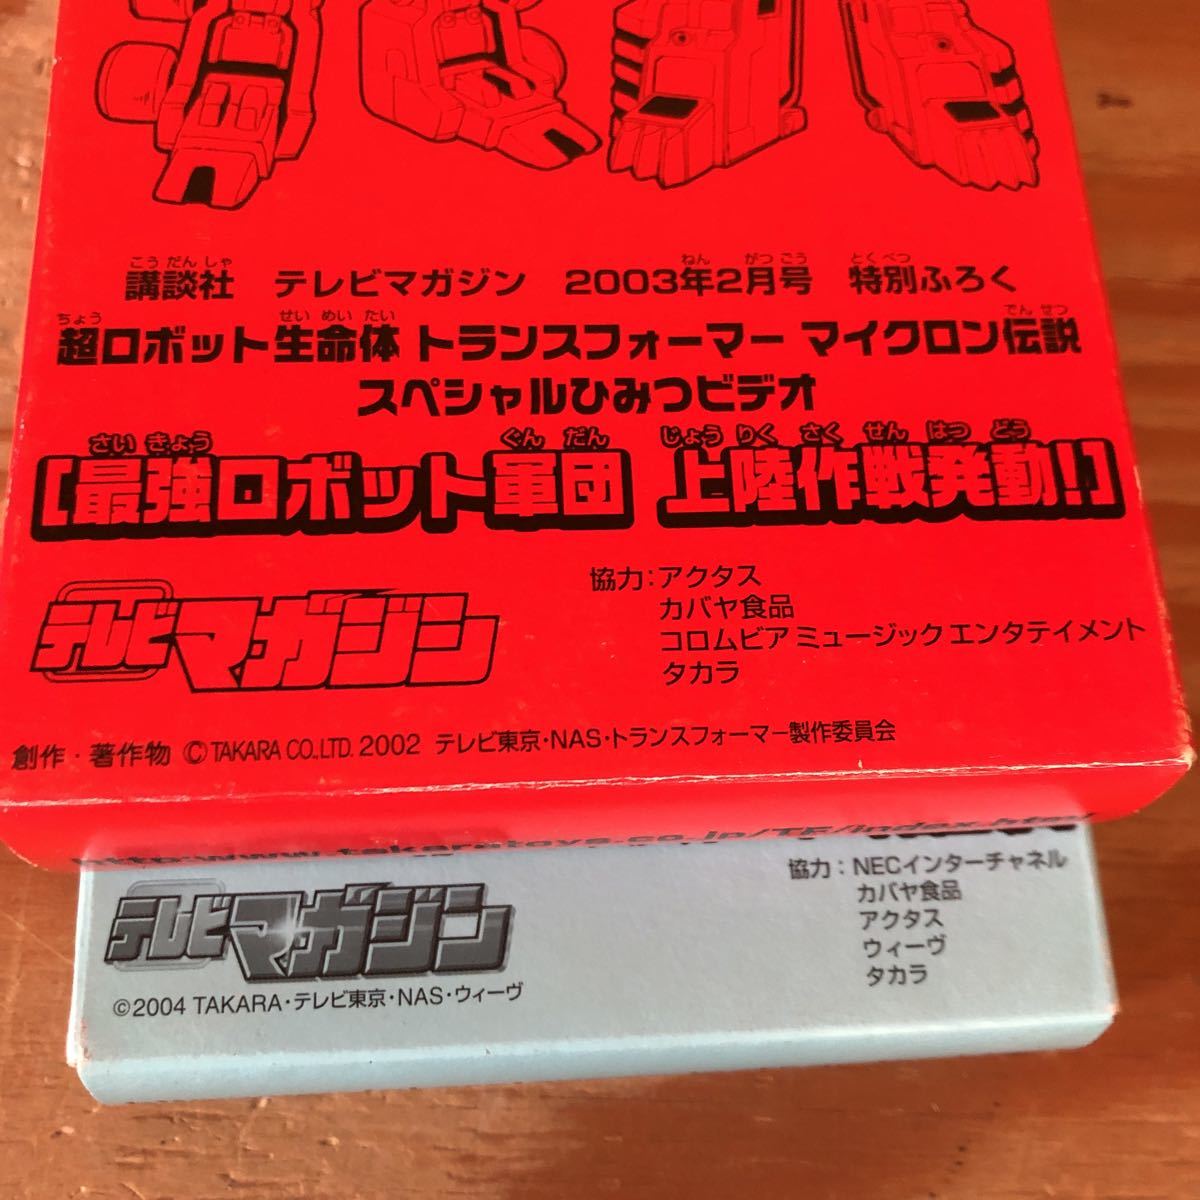 講談社 テレビマガジン 2003年2月号 特別ふろく
こうだんしゃ ねん がつごう とくべつ
超ロボット生命体 トランスフォーマー マイクロン伝説
ちょう せいめいたい でんせつ
スペシャルひみつビデオ
[最強ロボット軍団 上陸作戦発動!]
さいきょう ぐんだん じょうりくさくせんはつどう
テレビマガジン
協力:アクタス
カバヤ食品
コロムビアミュージックエンタテイメント
タカラ
創作・著作物 ©TAKARA CO.,LTD. 2002 テレビ東京・NAS・トランスフォーマー製作委員会
http://www.takaratoys.co.jp/TF/index.htm
テレビマガジン
©2004 TAKARA・テレビ東京・NAS・ウィーヴ
協力:NECインターチャネル
カバヤ食品
アクタス
ウィーヴ
タカラ